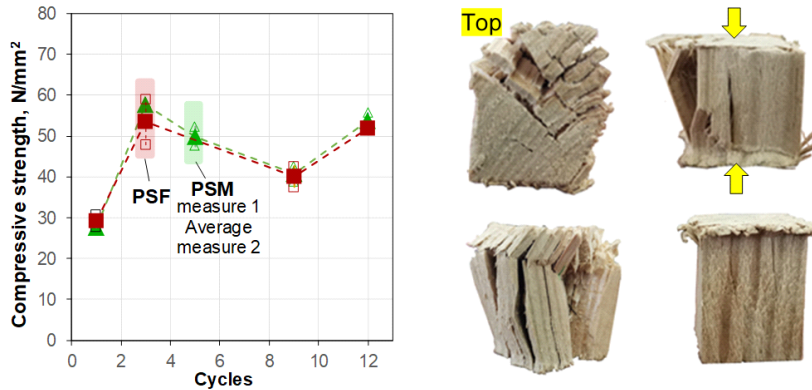 Compressive strength, N/mm²
80
70
60
50
40
30
20
10
0
PSF
PSM
measure 1
Average
measure 2
0 2 4 6 8 10 12
Cycles
Top